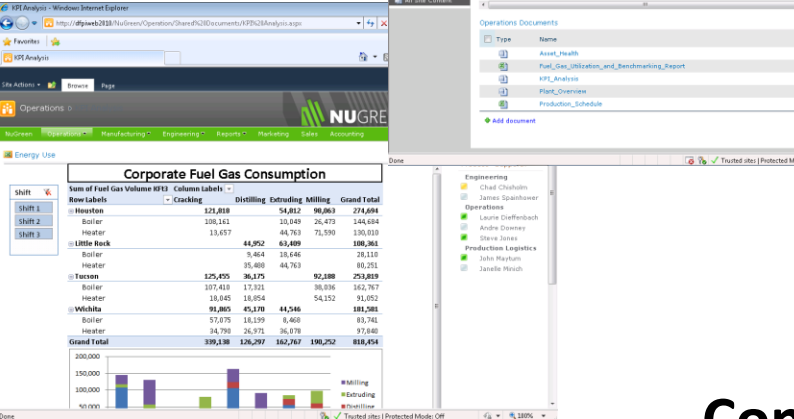 KPI Analysis - Windows Internet Explorer
http://dfpiweb2010/NuGreen/Operation/Shared%20Documents/KPI%20Analysis.aspx
Favorites
KPI Analysis
Site Actions
Browse
Page
Operations
NUGRE
NuGreen Operations Manufacturing Engineering Reports Marketing Sales Accounting
Energy Use
Shift
Shift 1
Shift 2
Shift 3
Corporate Fuel Gas Consumption
Sum of Fuel Gas Volume KFt3 Column Labels
Row Labels Cracking Distilling Extruding Milling Grand Total
Houston 121,818 54,812 98,063 274,694
Boiler 108,161 10,049 26,473 144,684
Heater 13,657 44,763 71,590 130,010
Little Rock 44,952 63,409 108,361
Boiler 9,464 18,646 28,110
Heater 35,488 44,763 80,251
Tucson 125,455 36,175 92,188 253,819
Boiler 107,410 17,321 38,036 162,767
Heater 18,045 18,854 54,152 91,052
Wichita 91,865 45,170 44,546 181,581
Boiler 57,075 18,199 8,468 83,741
Heater 34,790 26,971 36,078 97,840
Grand Total 339,138 126,297 162,767 190,252 818,454
200,000
150,000
100,000
50,000
Milling
Extruding
Distilling
Done
Trusted sites | Protected Mode: Off
100%
All Site Content
Operations Documents
Type Name
Asset_Health
Fuel_Gas_Utilization_and_Benchmarking_Report
KPI_Analysis
Plant_Overview
Production_Schedule
Add document
Done
Trusted sites | Protected M
Engineering
Chad Chisholm
James Spainhower
Operations
Laurie Dieffenbach
Andre Downey
Steve Jones
Production Logistics
John Mayturn
Janelle Mirsch